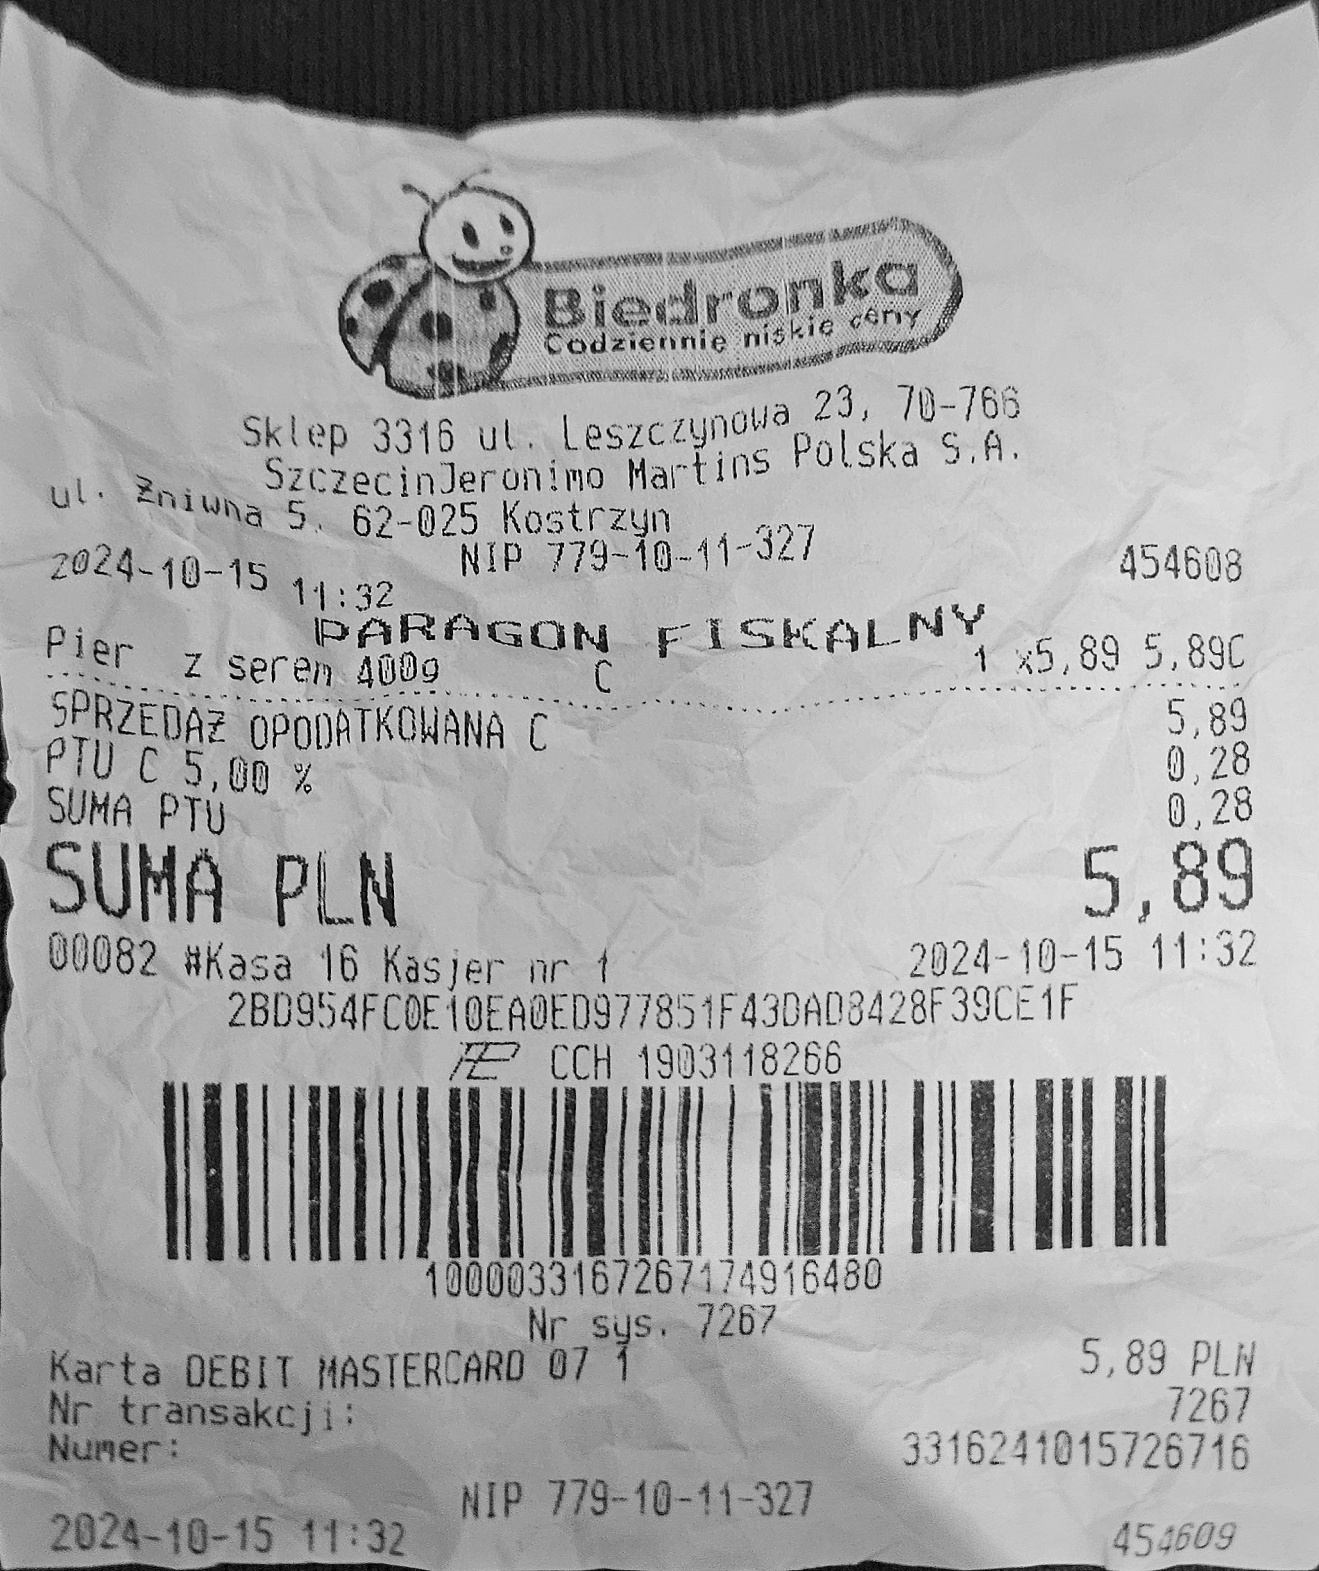 Biedronka
Codziennie niskie ceny
Sklep 3316 ul. Leszczynowa 23, 70-766
SzczecinJeronimo Martins Polska S.A.
ul. Żniwna 5, 62-025 Kostrzyn
NIP 779-10-11-327
2024-10-15 11:32 454608
PARAGON FISKALNY
Pier z serem 400g C 1 x5,89 5,89C
SPRZEDAŻ OPODATKOWANA C 5,89
PTU C 5,00 % 0,28
SUMA PTU 0,28
SUMA PLN 5,89
00082 #Kasa 16 Kasjer nr 1 2024-10-15 11:32
2BD954FC0E10EA0ED977851F43DAD8428F39CE1F
CCH 1903118266
1000033167267174916480
Nr sys. 7267
Karta DEBIT MASTERCARD 07 1 5,89 PLN
Nr transakcji: 7267
Numer: 3316241015726716
NIP 779-10-11-327
2024-10-15 11:32 454609